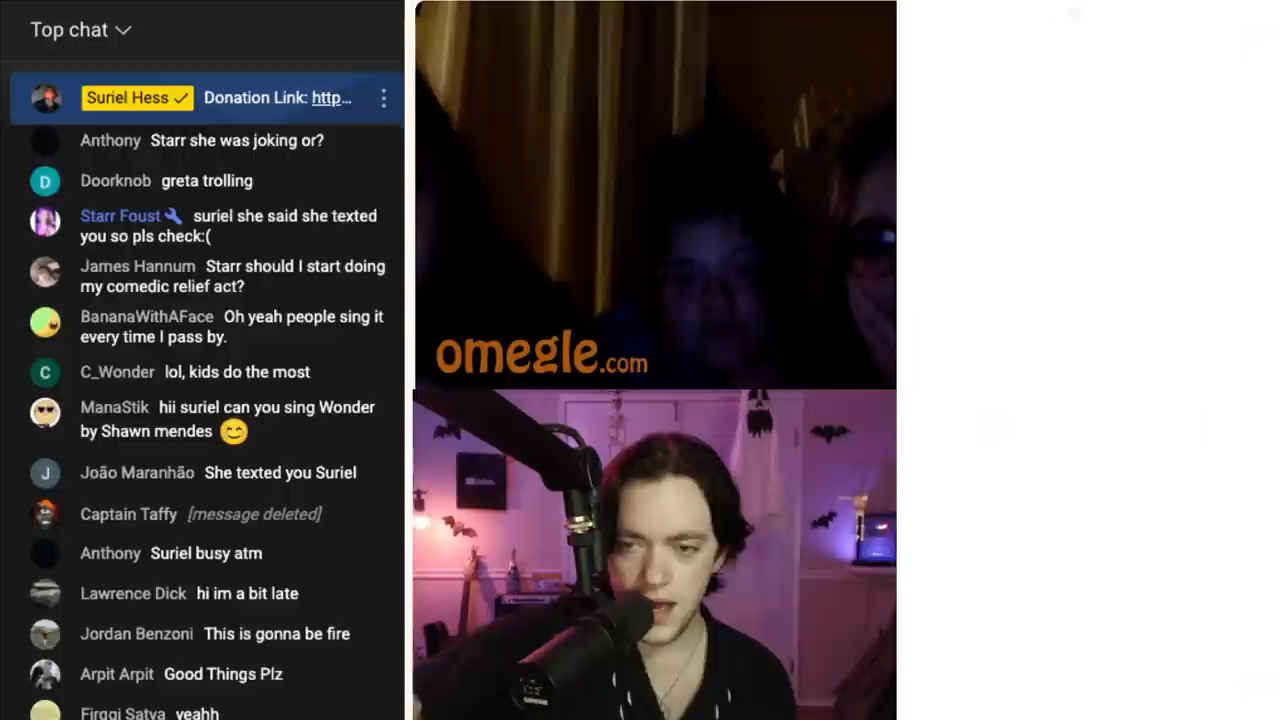 Top chat
Suriel Hess Donation Link: http...
Anthony Starr she was joking or?
Doorknob greta trolling
D
Starr Foust suriel she said she texted
you so pls check:(
James Hannum Starr should I start doing
my comedic relief act?
BananaWithAFace Oh yeah people sing it
every time I pass by.
C
C_Wonder lol, kids do the most
ManaStik hii suriel can you sing Wonder
by Shawn mendes 😊
J
João Maranhão She texted you Suriel
Captain Taffy [message deleted]
Anthony Suriel busy atm
Lawrence Dick hi im a bit late
Jordan Benzoni This is gonna be fire
Arpit Arpit Good Things Plz
Firqqi Satya yeahh
omegle.com
SHURE